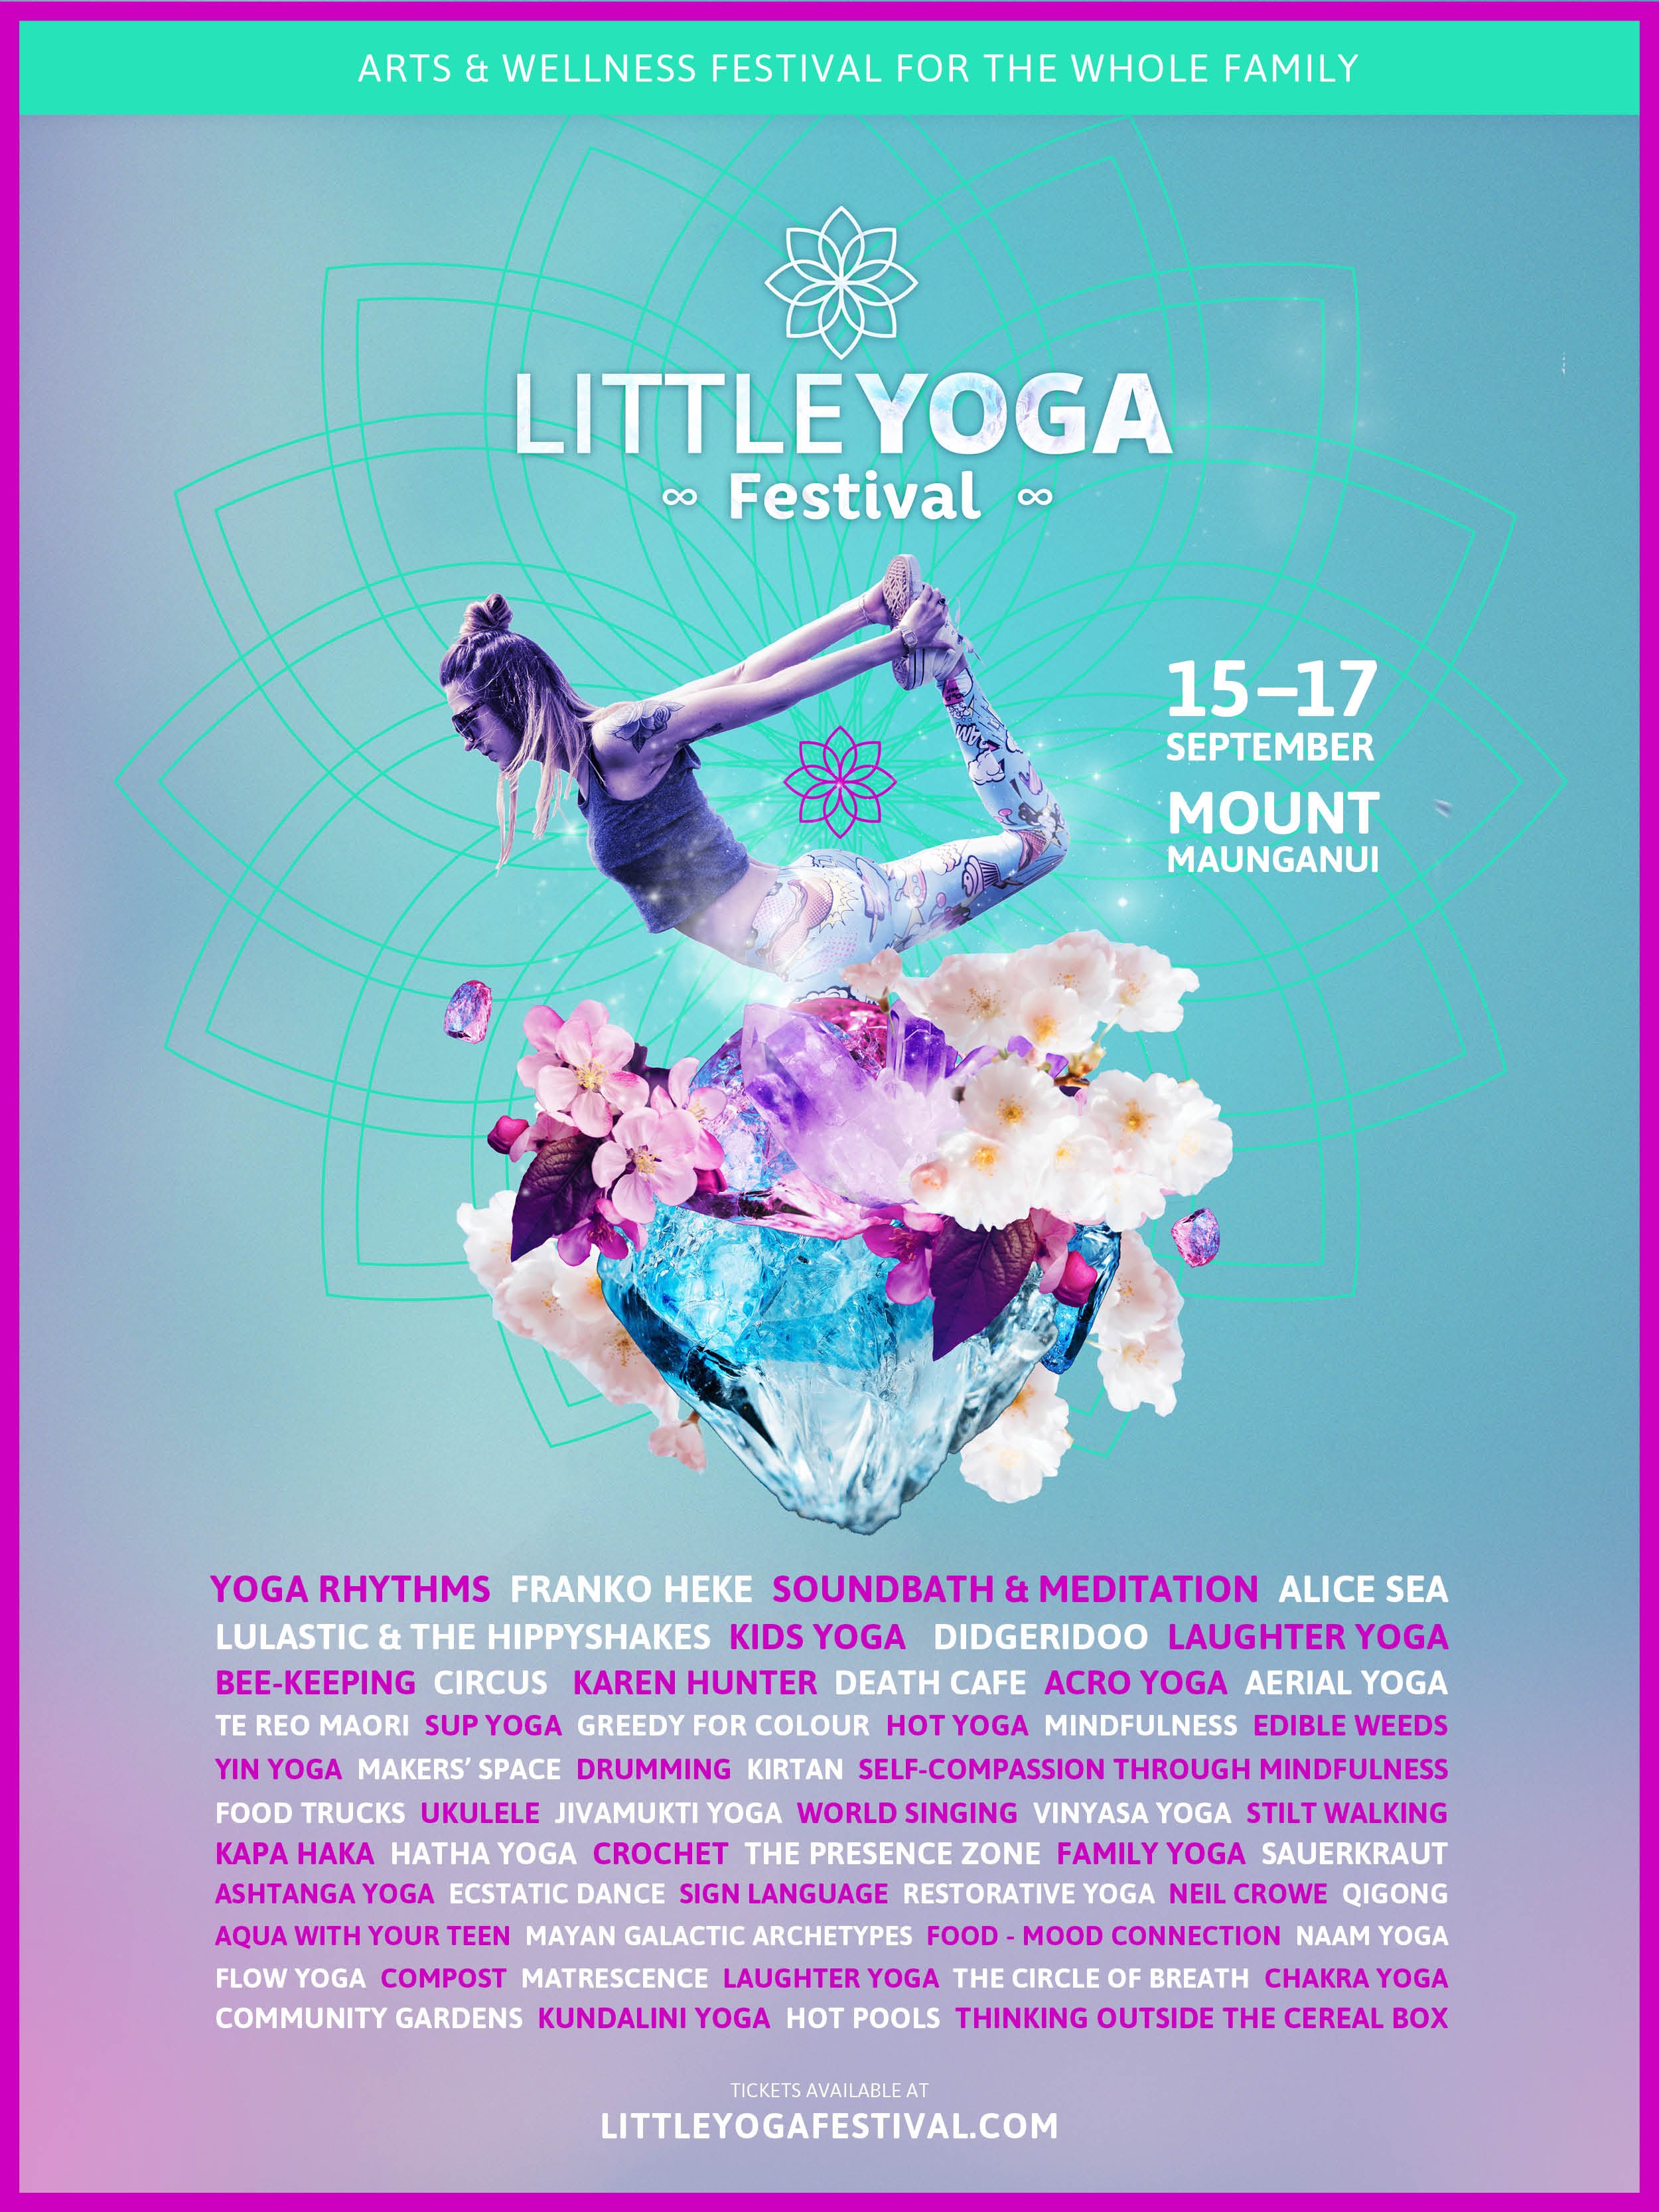 ARTS & WELLNESS FESTIVAL FOR THE WHOLE FAMILY
LITTLEYOGA
∞ Festival ∞
15–17
SEPTEMBER
MOUNT
MAUNGANUI
YOGA RHYTHMS FRANKO HEKE SOUNDBATH & MEDITATION ALICE SEA
LULASTIC & THE HIPPYSHAKES KIDS YOGA DIDGERIDOO LAUGHTER YOGA
BEE-KEEPING CIRCUS KAREN HUNTER DEATH CAFE ACRO YOGA AERIAL YOGA
TE REO MAORI SUP YOGA GREEDY FOR COLOUR HOT YOGA MINDFULNESS EDIBLE WEEDS
YIN YOGA MAKERS’ SPACE DRUMMING KIRTAN SELF-COMPASSION THROUGH MINDFULNESS
FOOD TRUCKS UKULELE JIVAMUKTI YOGA WORLD SINGING VINYASA YOGA STILT WALKING
KAPA HAKA HATHA YOGA CROCHET THE PRESENCE ZONE FAMILY YOGA SAUERKRAUT
ASHTANGA YOGA ECSTATIC DANCE SIGN LANGUAGE RESTORATIVE YOGA NEIL CROWE QIGONG
AQUA WITH YOUR TEEN MAYAN GALACTIC ARCHETYPES FOOD - MOOD CONNECTION NAAM YOGA
FLOW YOGA COMPOST MATRESCENCE LAUGHTER YOGA THE CIRCLE OF BREATH CHAKRA YOGA
COMMUNITY GARDENS KUNDALINI YOGA HOT POOLS THINKING OUTSIDE THE CEREAL BOX
TICKETS AVAILABLE AT
LITTLEYOGAFESTIVAL.COM